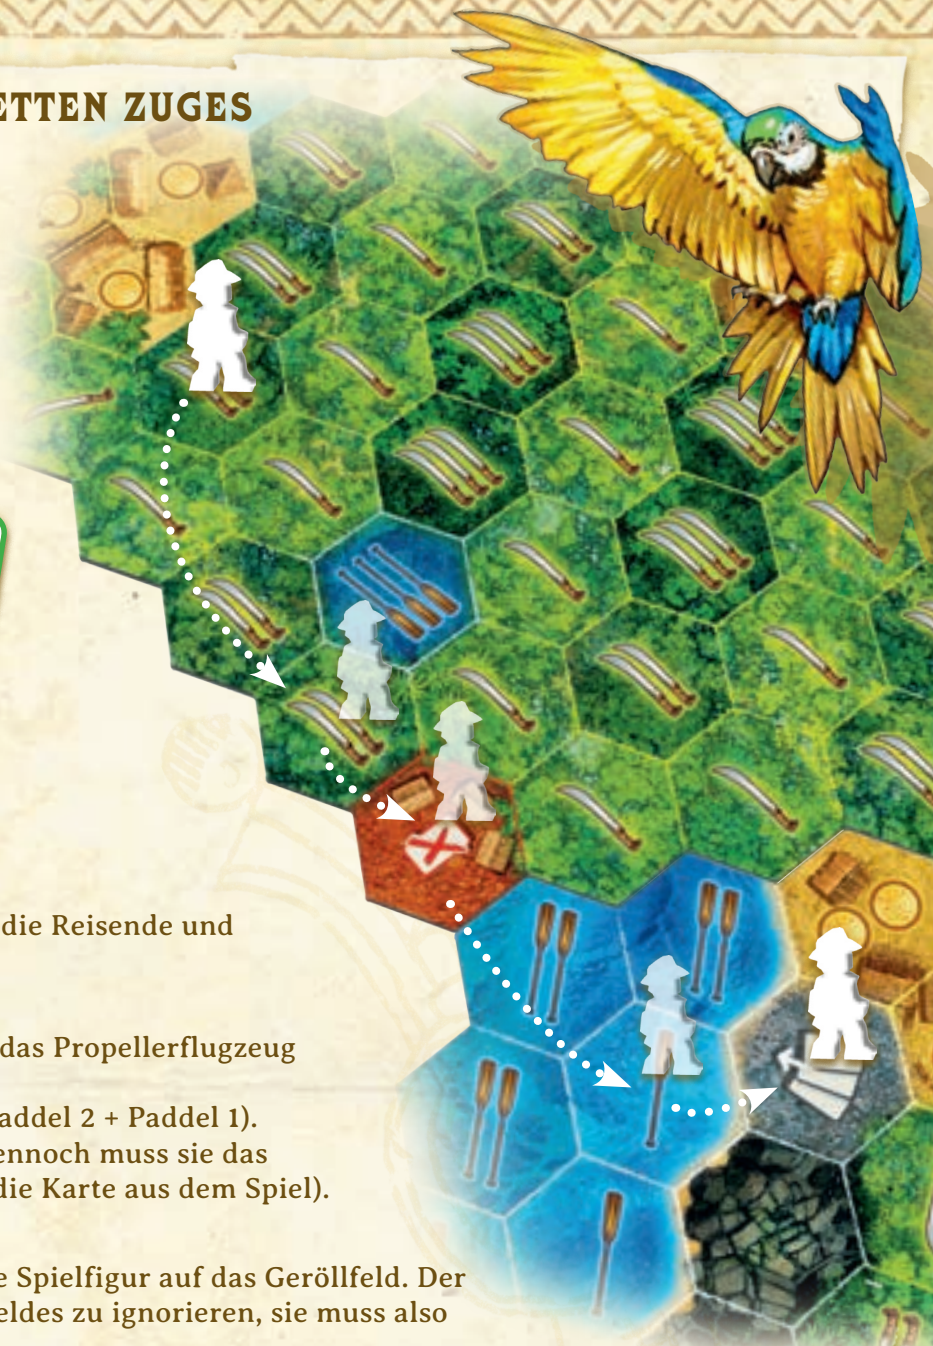 ETTEN ZUGES
die Reisende und
das Propellerflugzeug
addel 2 + Paddel 1).
ennoch muss sie das
die Karte aus dem Spiel).
e Spielfigur auf das Geröllfeld. Der
eldes zu ignorieren, sie muss also